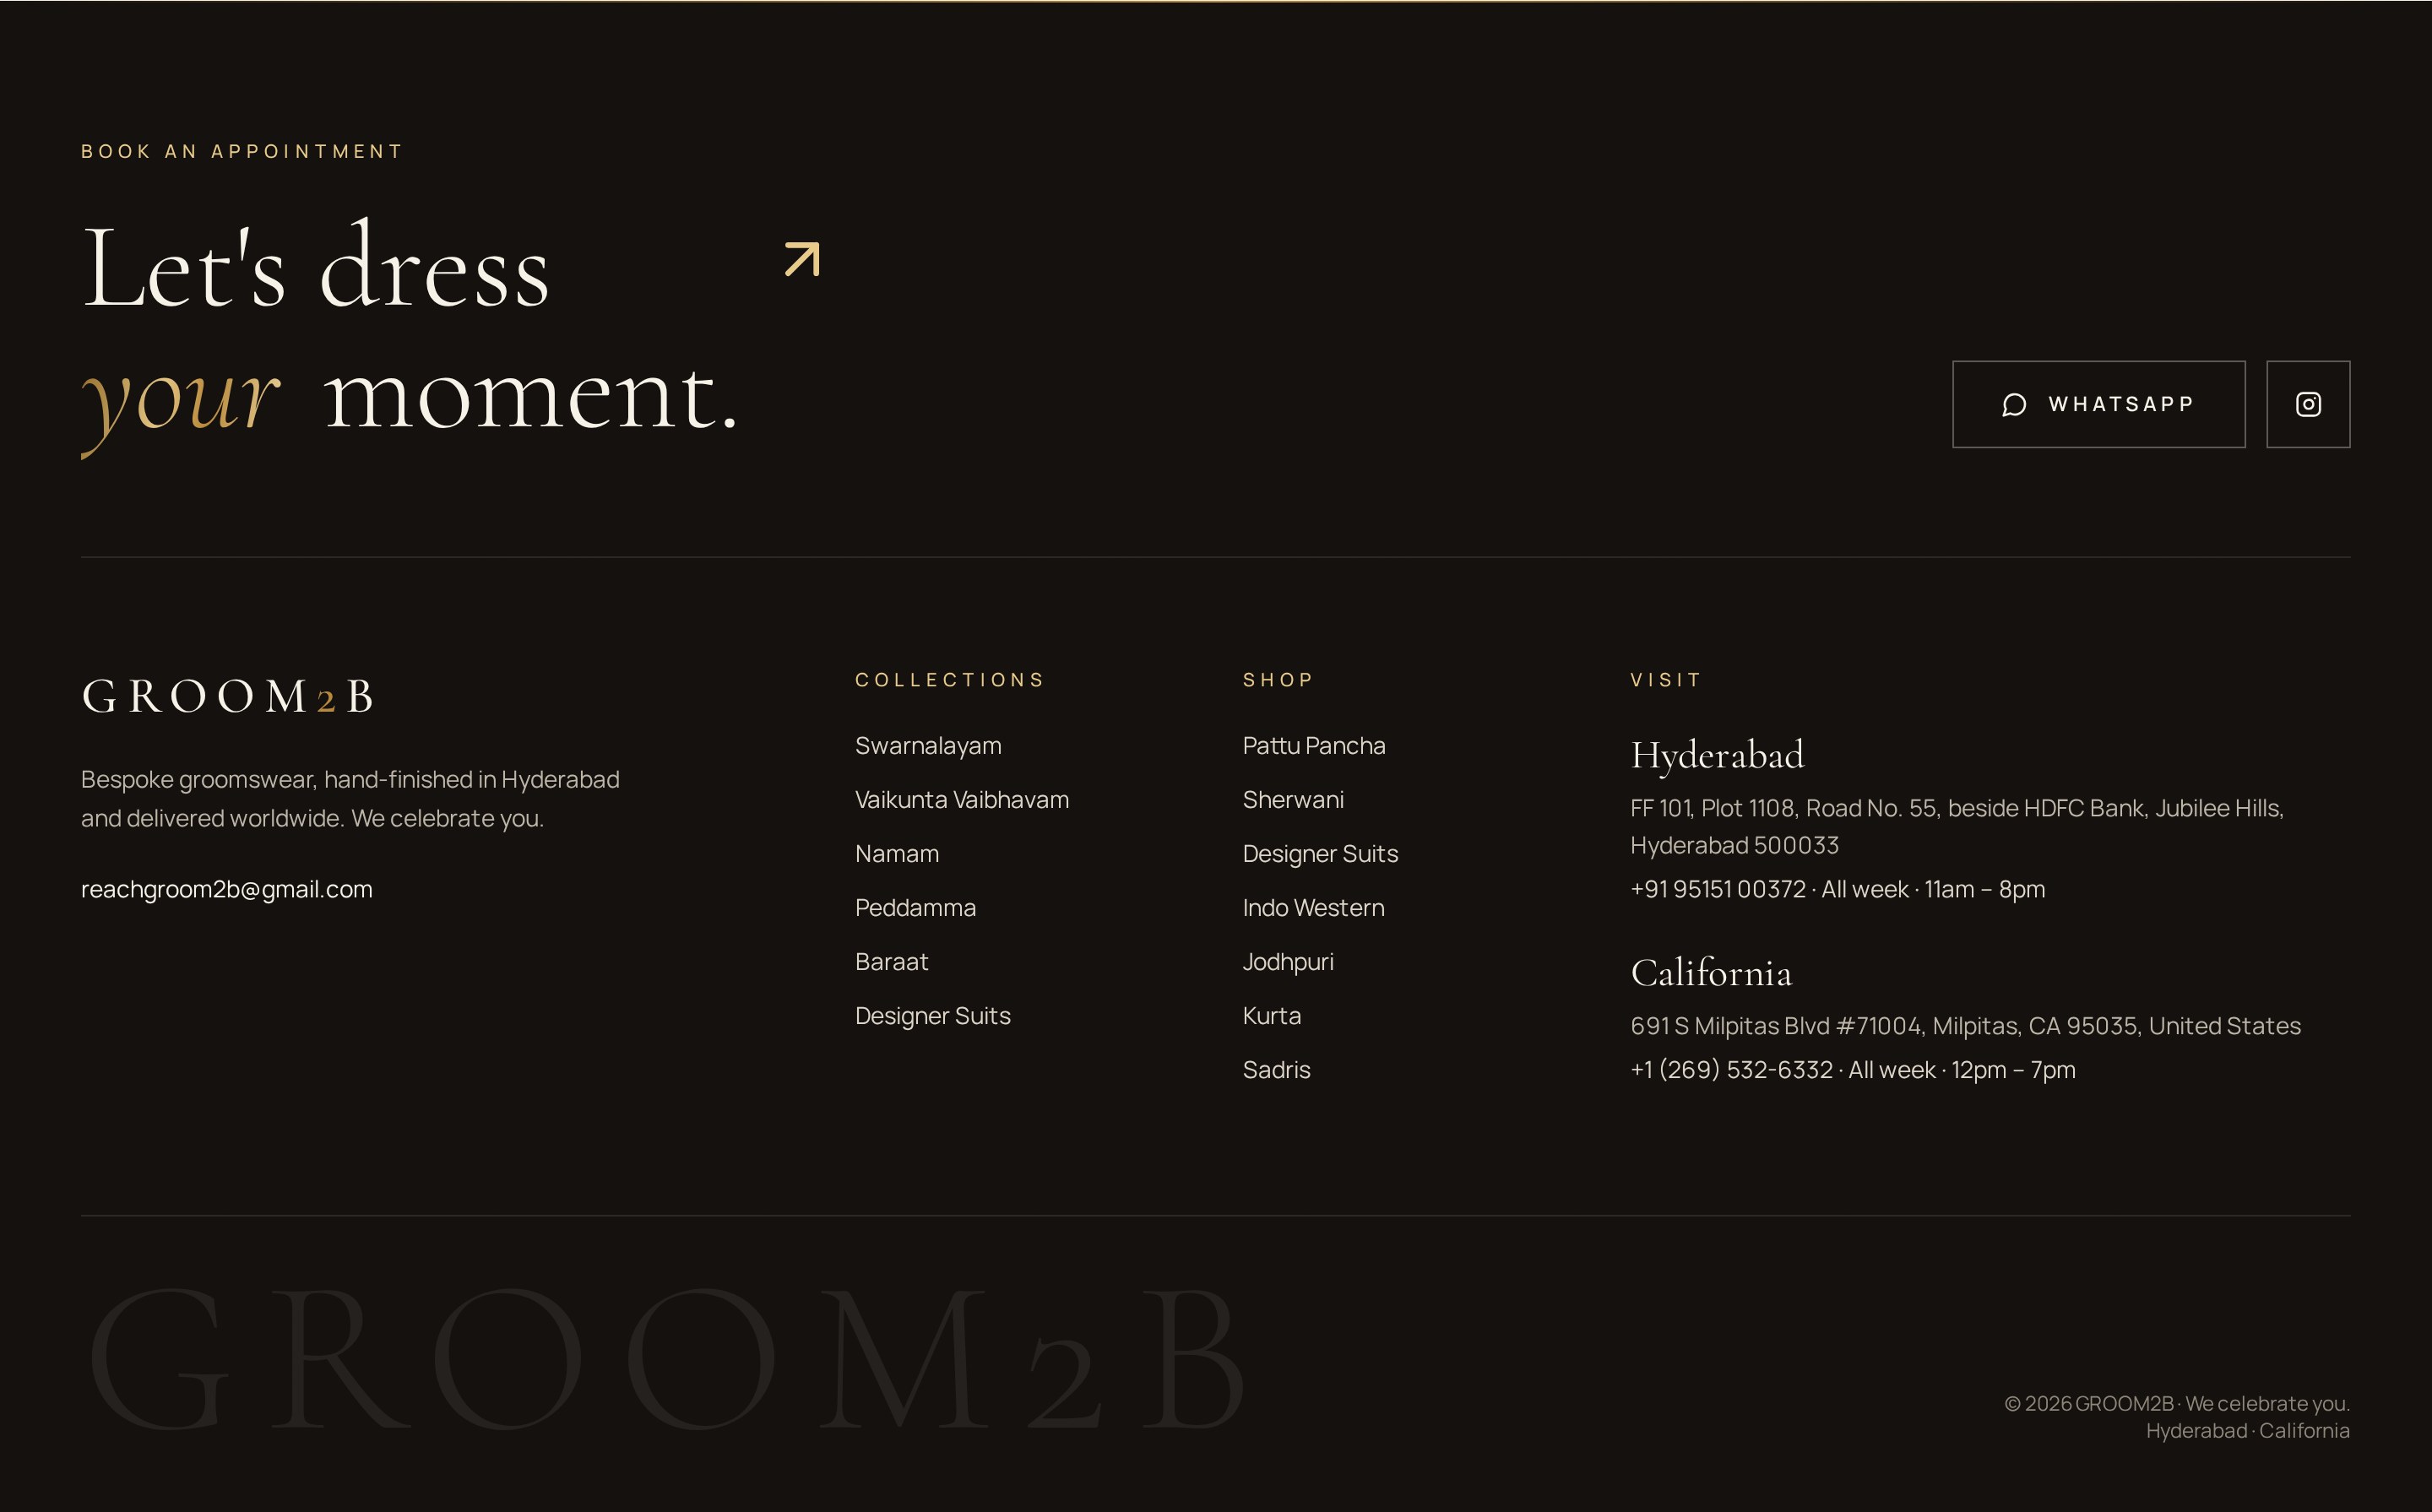 BOOK AN APPOINTMENT
Let's dress
your moment.
WHATSAPP
GROOM2B
Bespoke groomswear, hand-finished in Hyderabad
and delivered worldwide. We celebrate you.
reachgroom2b@gmail.com
COLLECTIONS
Swarnalayam
Vaikunta Vaibhavam
Namam
Peddamma
Baraat
Designer Suits
SHOP
Pattu Pancha
Sherwani
Designer Suits
Indo Western
Jodhpuri
Kurta
Sadris
VISIT
Hyderabad
FF 101, Plot 1108, Road No. 55, beside HDFC Bank, Jubilee Hills,
Hyderabad 500033
+91 95151 00372 · All week · 11am – 8pm
California
691 S Milpitas Blvd #71004, Milpitas, CA 95035, United States
+1 (269) 532-6332 · All week · 12pm – 7pm
GROOM2B
© 2026 GROOM2B · We celebrate you.
Hyderabad · California